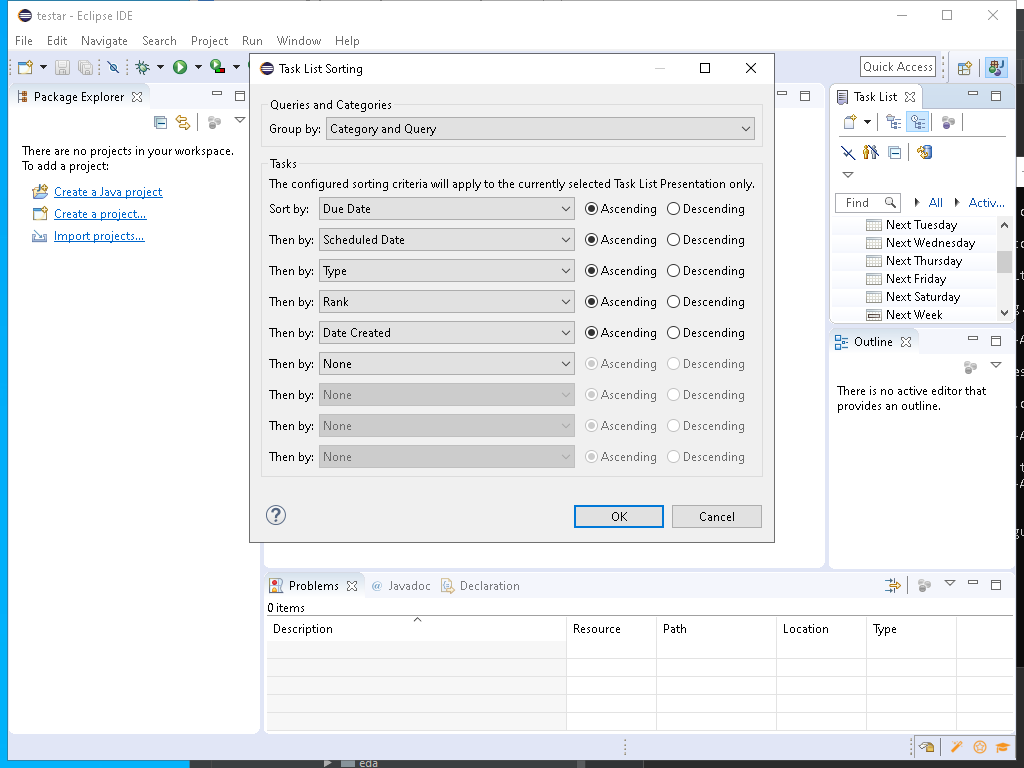 testar - Eclipse IDE
File Edit Navigate Search Project Run Window Help
Quick Access
Package Explorer
There are no projects in your workspace.
To add a project:
Create a Java project
Create a project...
Import projects...
Task List Sorting
Queries and Categories
Group by: Category and Query
Tasks
The configured sorting criteria will apply to the currently selected Task List Presentation only.
Sort by: Due Date Ascending Descending
Then by: Scheduled Date Ascending Descending
Then by: Type Ascending Descending
Then by: Rank Ascending Descending
Then by: Date Created Ascending Descending
Then by: None Ascending Descending
Then by: None Ascending Descending
Then by: None Ascending Descending
Then by: None Ascending Descending
OK Cancel
Task List
Find All Activ...
Next Tuesday
Next Wednesday
Next Thursday
Next Friday
Next Saturday
Next Week
Outline
There is no active editor that
provides an outline.
Problems @ Javadoc Declaration
0 items
Description Resource Path Location Type
eda